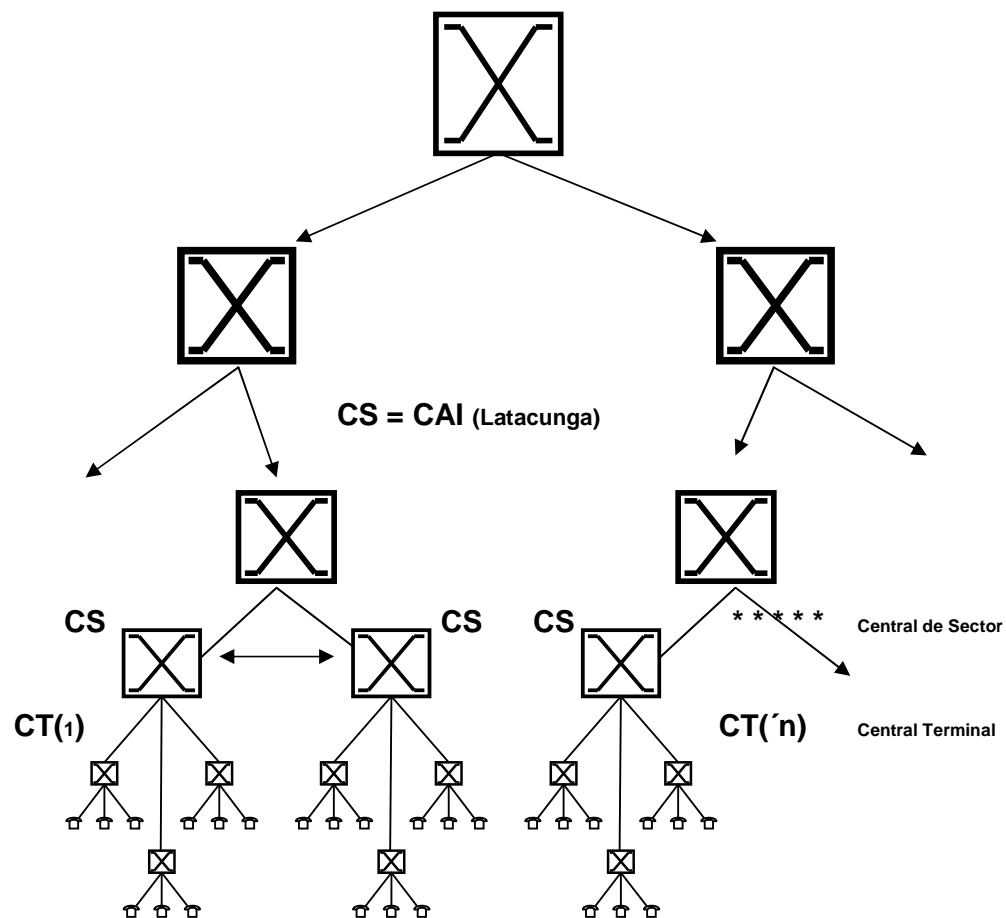 CS = CAI (Latacunga)
CS
CS
CS
* * * * *
Central de Sector
CT(1)
CT(´n)
Central Terminal